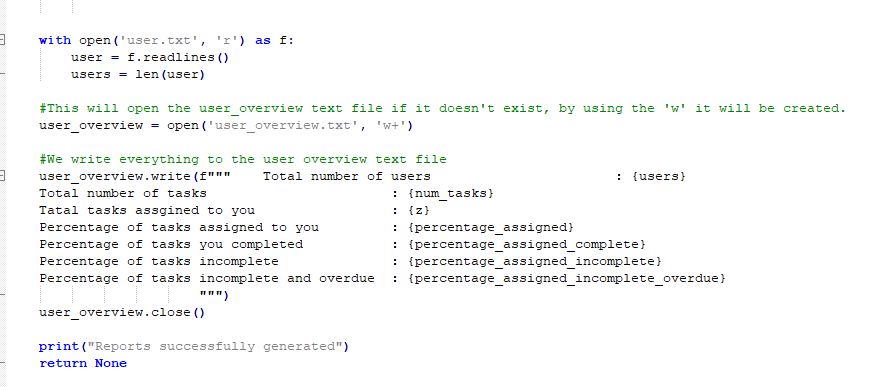 with open('user.txt', 'r') as f:
    user = f.readlines()
    users = len(user)
#This will open the user_overview text file if it doesn't exist, by using the 'w' it will be created.
user_overview = open('user_overview.txt', 'w+')
#We write everything to the user overview text file
user_overview.write(f"""    Total number of users                       : {users}
Total number of tasks                       : {num_tasks}
Tatal tasks assgined to you                 : {z}
Percentage of tasks assigned to you         : {percentage_assigned}
Percentage of tasks you completed           : {percentage_assigned_complete}
Percentage of tasks incomplete              : {percentage_assigned_incomplete}
Percentage of tasks incomplete and overdue  : {percentage_assigned_incomplete_overdue}
                    """)
user_overview.close()
print("Reports successfully generated")
return None